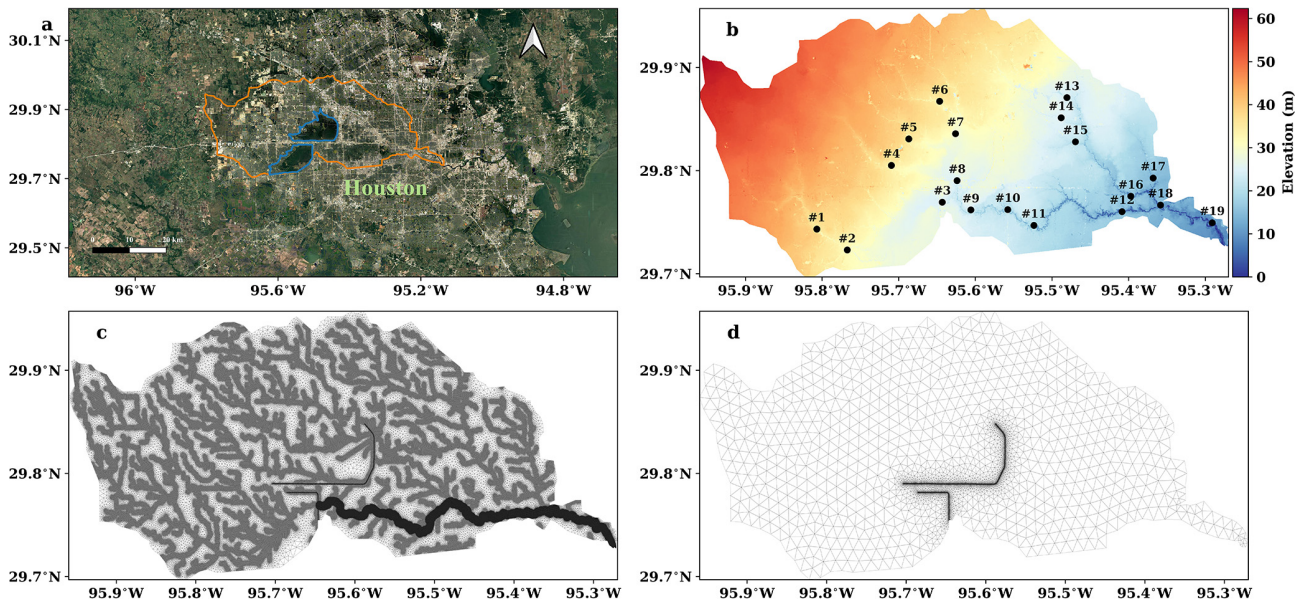 a
30.1°N
29.9°N
29.7°N
29.5°N
Houston
0 10 20 km
96°W 95.6°W 95.2°W 94.8°W
b
29.9°N
29.8°N
29.7°N
#1
#2
#3
#4
#5
#6
#7
#8
#9
#10
#11
#12
#13
#14
#15
#16
#17
#18
#19
95.9°W 95.8°W 95.7°W 95.6°W 95.5°W 95.4°W 95.3°W
60
50
40
30
20
10
0
Elevation (m)
c
29.9°N
29.8°N
29.7°N
95.9°W 95.8°W 95.7°W 95.6°W 95.5°W 95.4°W 95.3°W
d
29.9°N
29.8°N
29.7°N
95.9°W 95.8°W 95.7°W 95.6°W 95.5°W 95.4°W 95.3°W